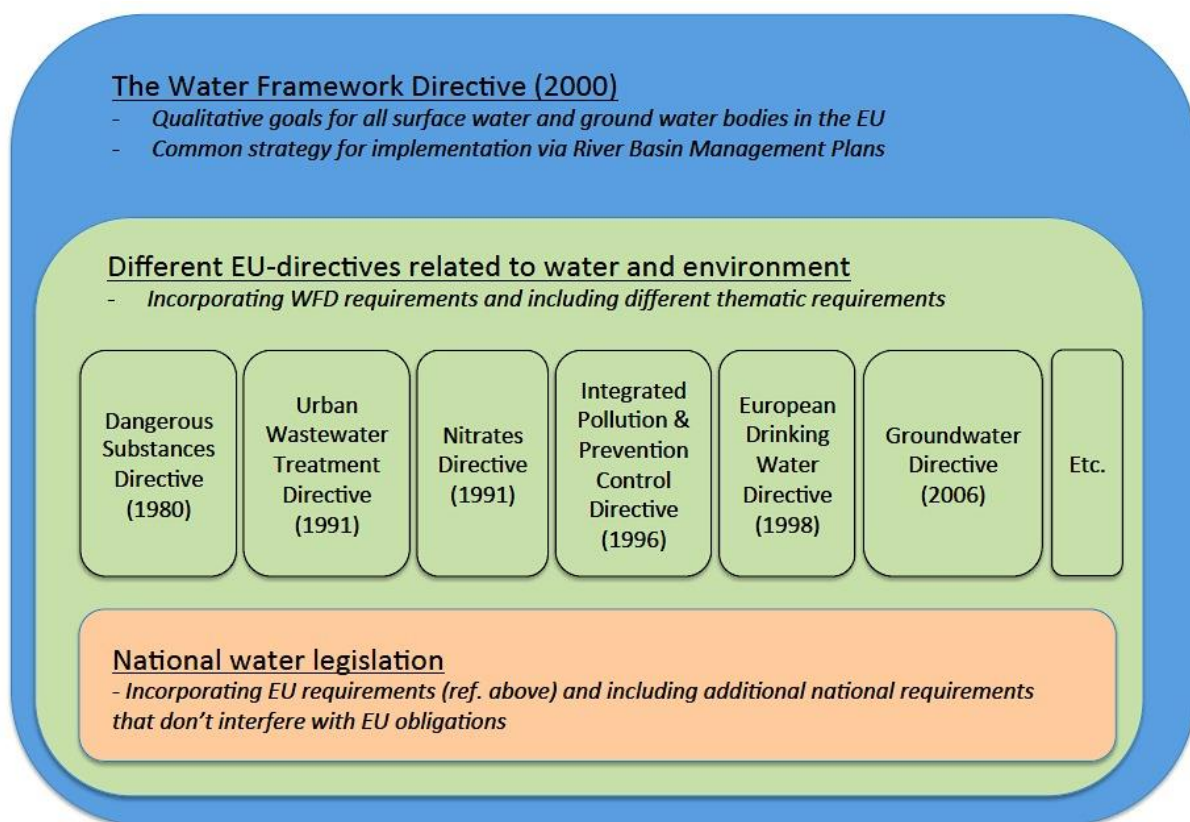 The Water Framework Directive (2000)
- Qualitative goals for all surface water and ground water bodies in the EU
- Common strategy for implementation via River Basin Management Plans
Different EU-directives related to water and environment
- Incorporating WFD requirements and including different thematic requirements
Dangerous
Substances
Directive
(1980)
Urban
Wastewater
Treatment
Directive
(1991)
Nitrates
Directive
(1991)
Integrated
Pollution &
Prevention
Control
Directive
(1996)
European
Drinking
Water
Directive
(1998)
Groundwater
Directive
(2006)
Etc.
National water legislation
- Incorporating EU requirements (ref. above) and including additional national requirements
that don’t interfere with EU obligations